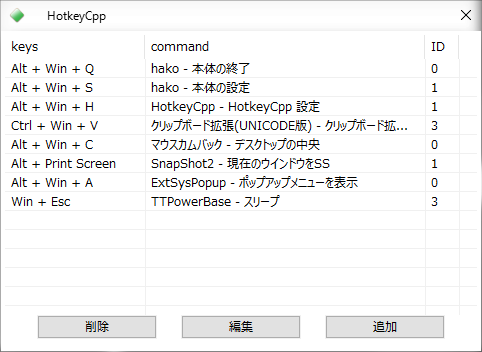 HotkeyCpp
keys command ID
Alt + Win + Q hako - 本体の終了 0
Alt + Win + S hako - 本体の設定 1
Alt + Win + H HotkeyCpp - HotkeyCpp 設定 1
Ctrl + Win + V クリップボード拡張(UNICODE版) - クリップボード拡... 3
Alt + Win + C マウスカムバック - デスクトップの中央 0
Alt + Print Screen SnapShot2 - 現在のウインドウをSS 1
Alt + Win + A ExtSysPopup - ポップアップメニューを表示 0
Win + Esc TTPowerBase - スリープ 3
削除 編集 追加